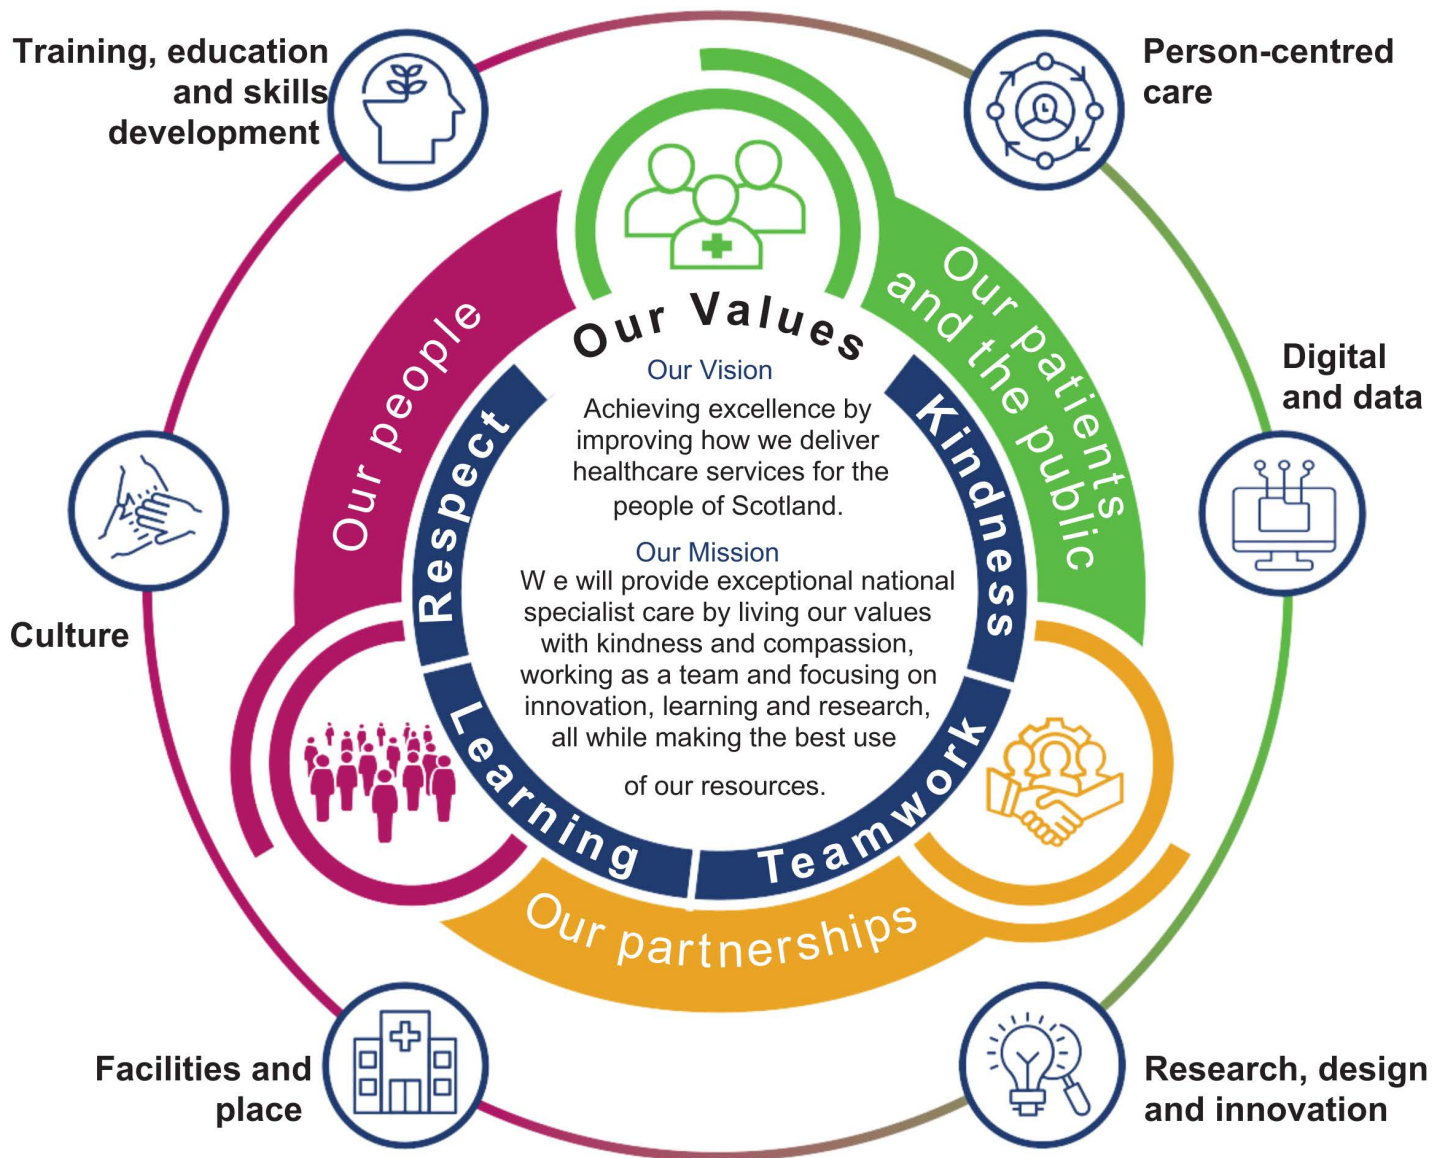 Training, education
and skills
development
Person-centred
care
Our people
Our patients
and the public
Our Values
Respect
Kindness
Our Vision
Achieving excellence by
improving how we deliver
healthcare services for the
people of Scotland.
Our Mission
W e will provide exceptional national
specialist care by living our values
with kindness and compassion,
working as a team and focusing on
innovation, learning and research,
all while making the best use
of our resources.
Digital
and data
Culture
Learning
Teamwork
Our partnerships
Facilities and
place
Research, design
and innovation